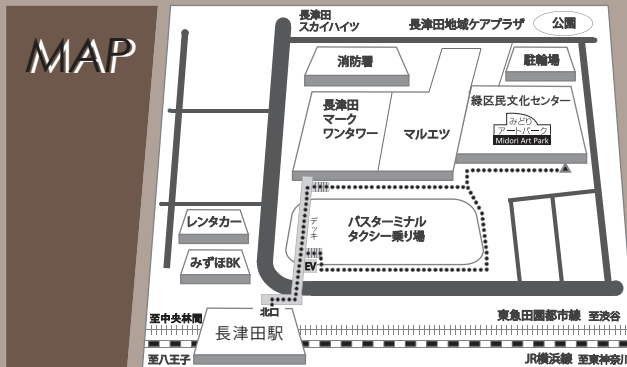 MAP
長津田
スカイハイツ
長津田地域ケアプラザ
公園
消防署
駐輪場
長津田
マーク
ワンタワー
マルエツ
緑区民文化センター
みどり
アートパーク
Midori Art Park
レンタカー
みずほBK
デッキ
バスターミナル
タクシー乗り場
EV
北口
至中央林間
長津田駅
東急田園都市線 至渋谷
至八王子
JR横浜線 至東神奈川